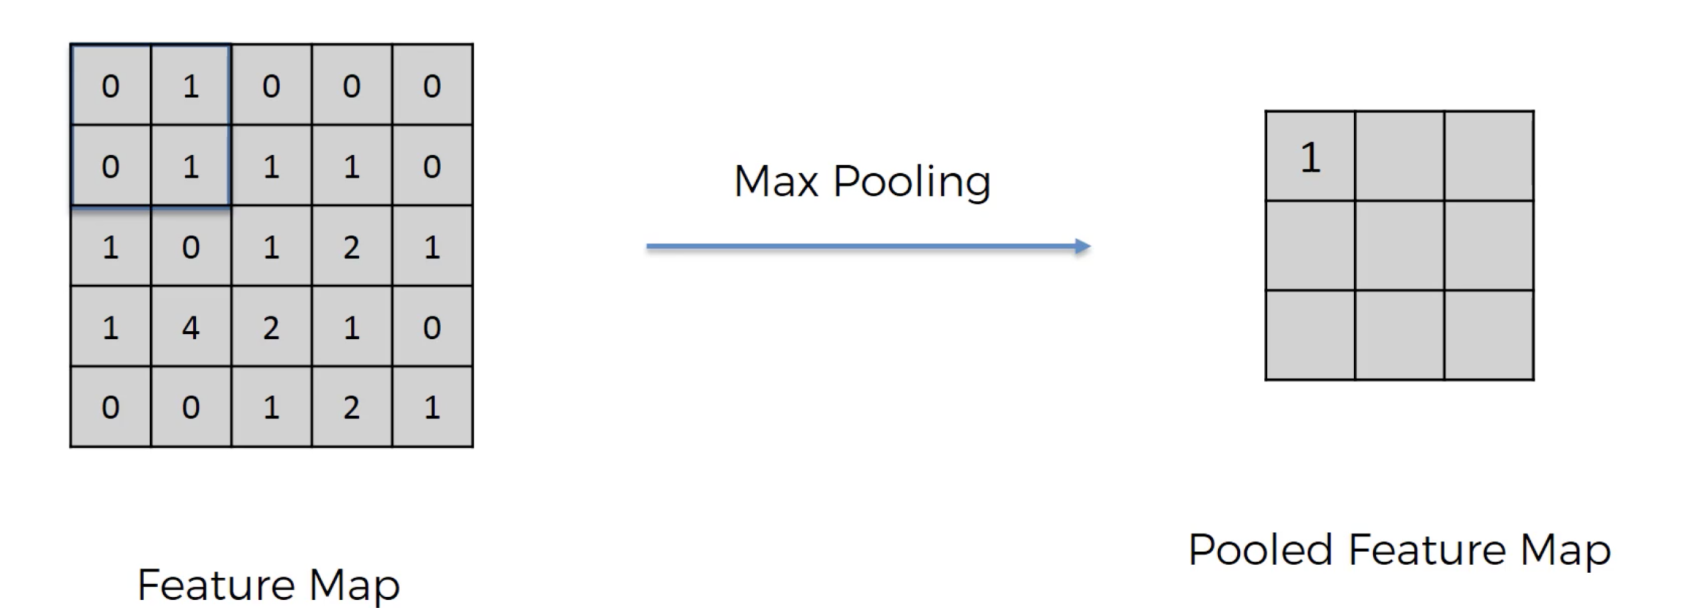 0 1 0 0 0
0 1 1 1 0
1 0 1 2 1
1 4 2 1 0
0 0 1 2 1
Feature Map
Max Pooling
1
Pooled Feature Map